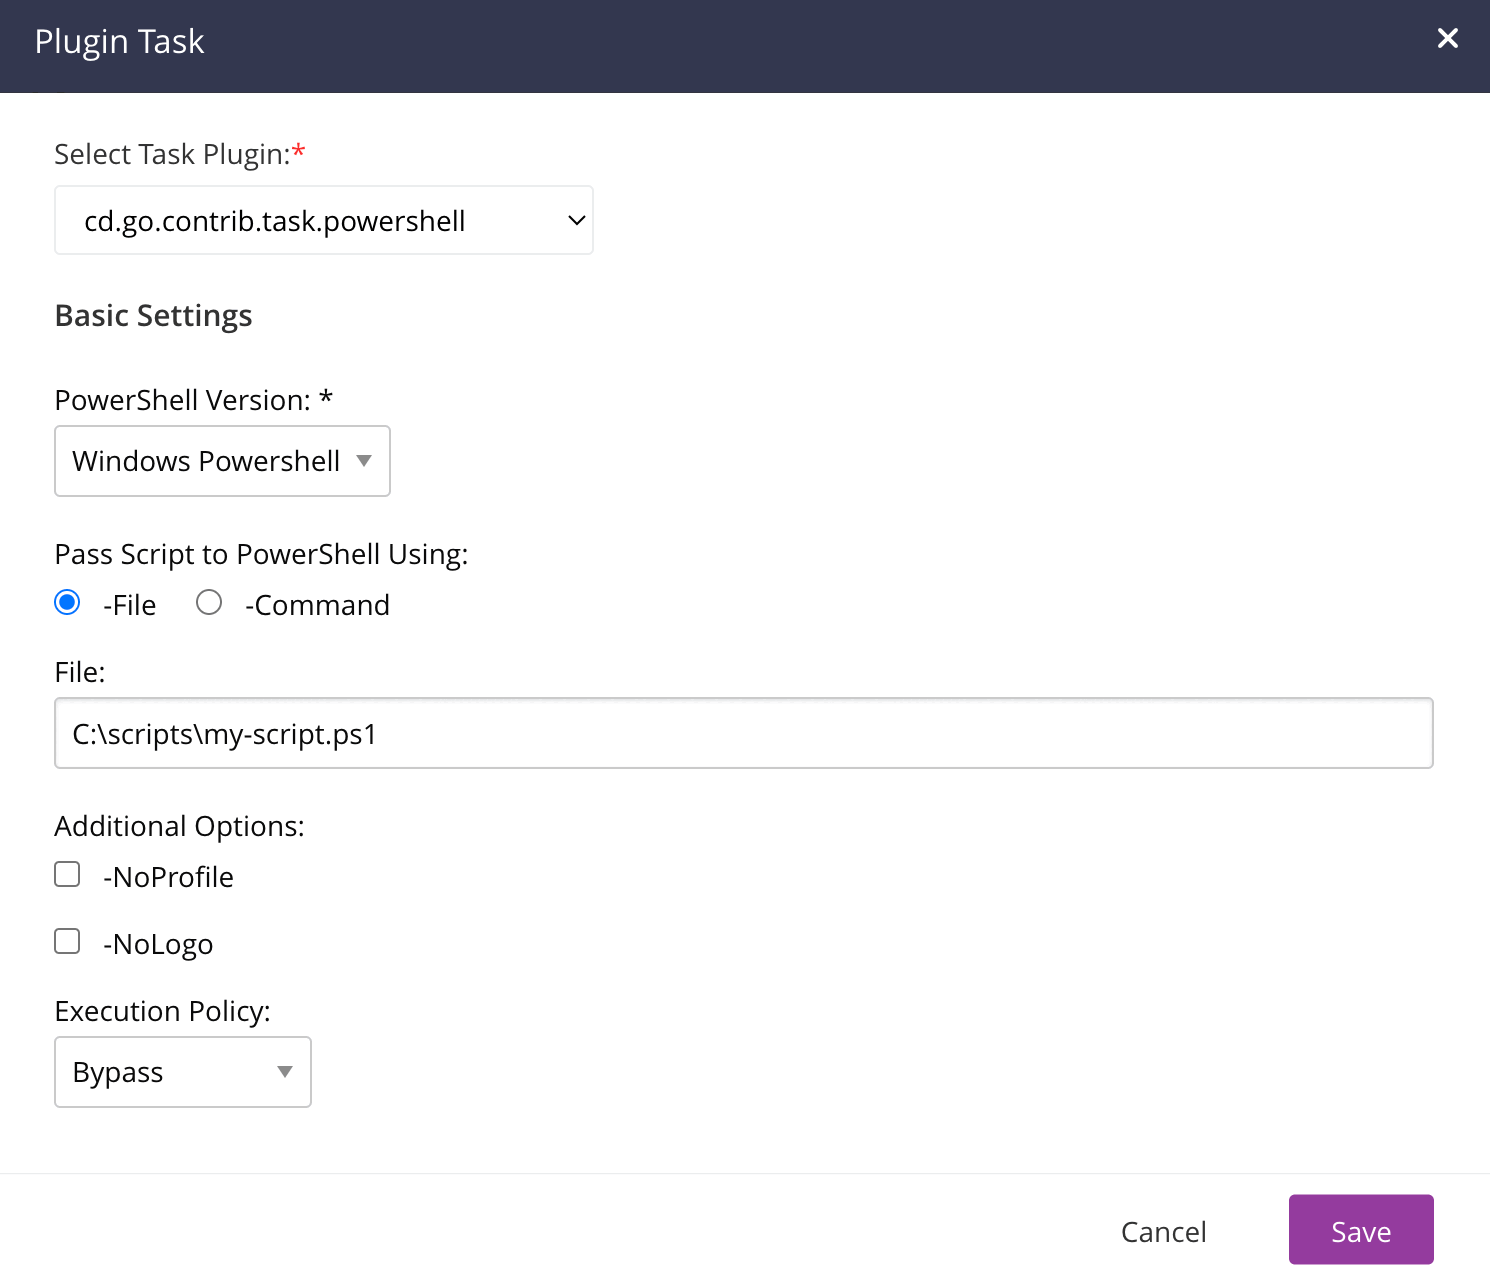 Plugin Task
Select Task Plugin:*
cd.go.contrib.task.powershell
Basic Settings
PowerShell Version: *
Windows Powershell
Pass Script to PowerShell Using:
-File -Command
File:
C:\scripts\my-script.ps1
Additional Options:
-NoProfile
-NoLogo
Execution Policy:
Bypass
Cancel Save